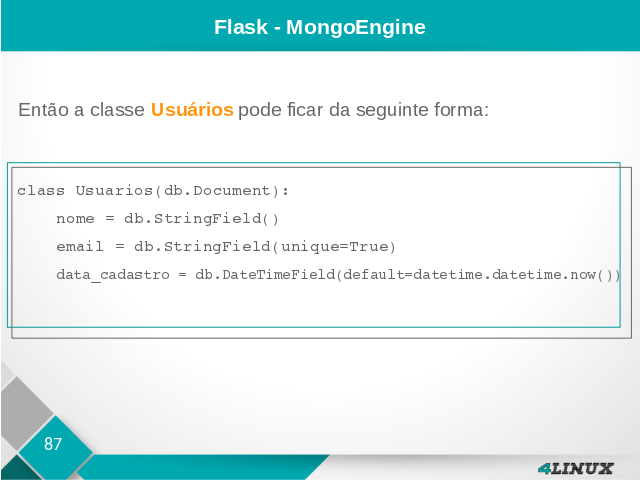 Flask - MongoEngine
Então a classe Usuários pode ficar da seguinte forma:
class Usuarios(db.Document):
    nome = db.StringField()
    email = db.StringField(unique=True)
    data_cadastro = db.DateTimeField(default=datetime.datetime.now())
87
4LINUX